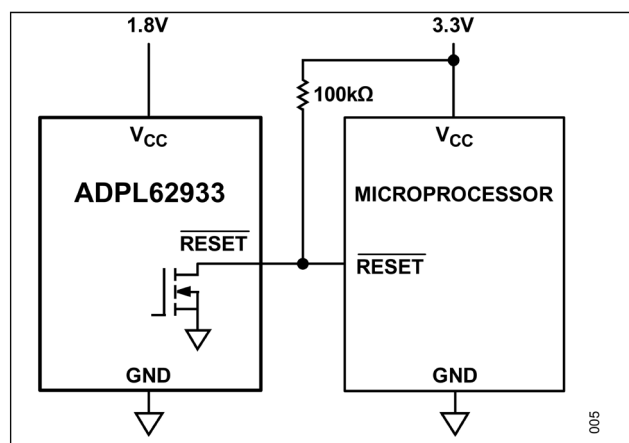 1.8V
3.3V
100kΩ
VCC
VCC
ADPL62933
MICROPROCESSOR
RESET
RESET
GND
GND
005